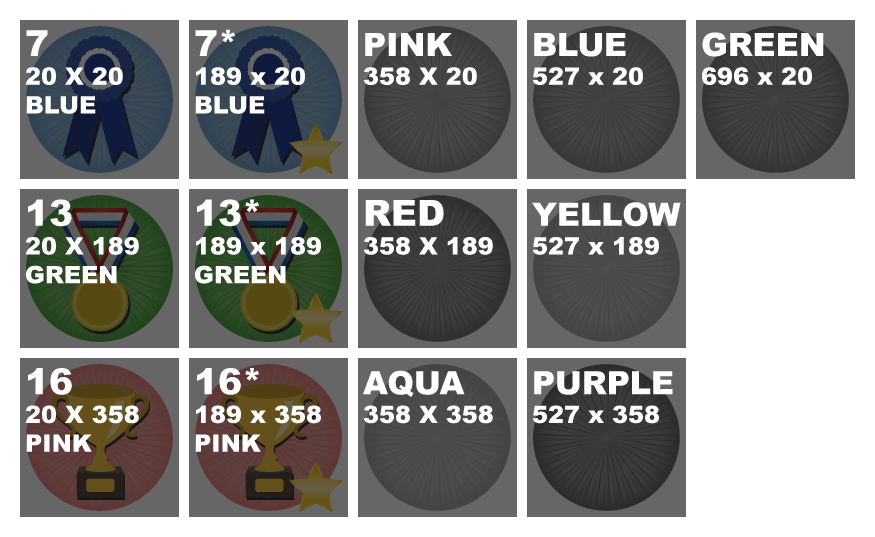 7
20 X 20
BLUE
7*
189 x 20
BLUE
PINK
358 X 20
BLUE
527 x 20
GREEN
696 x 20
13
20 X 189
GREEN
13*
189 x 189
GREEN
RED
358 X 189
YELLOW
527 x 189
16
20 X 358
PINK
16*
189 x 358
PINK
AQUA
358 X 358
PURPLE
527 x 358